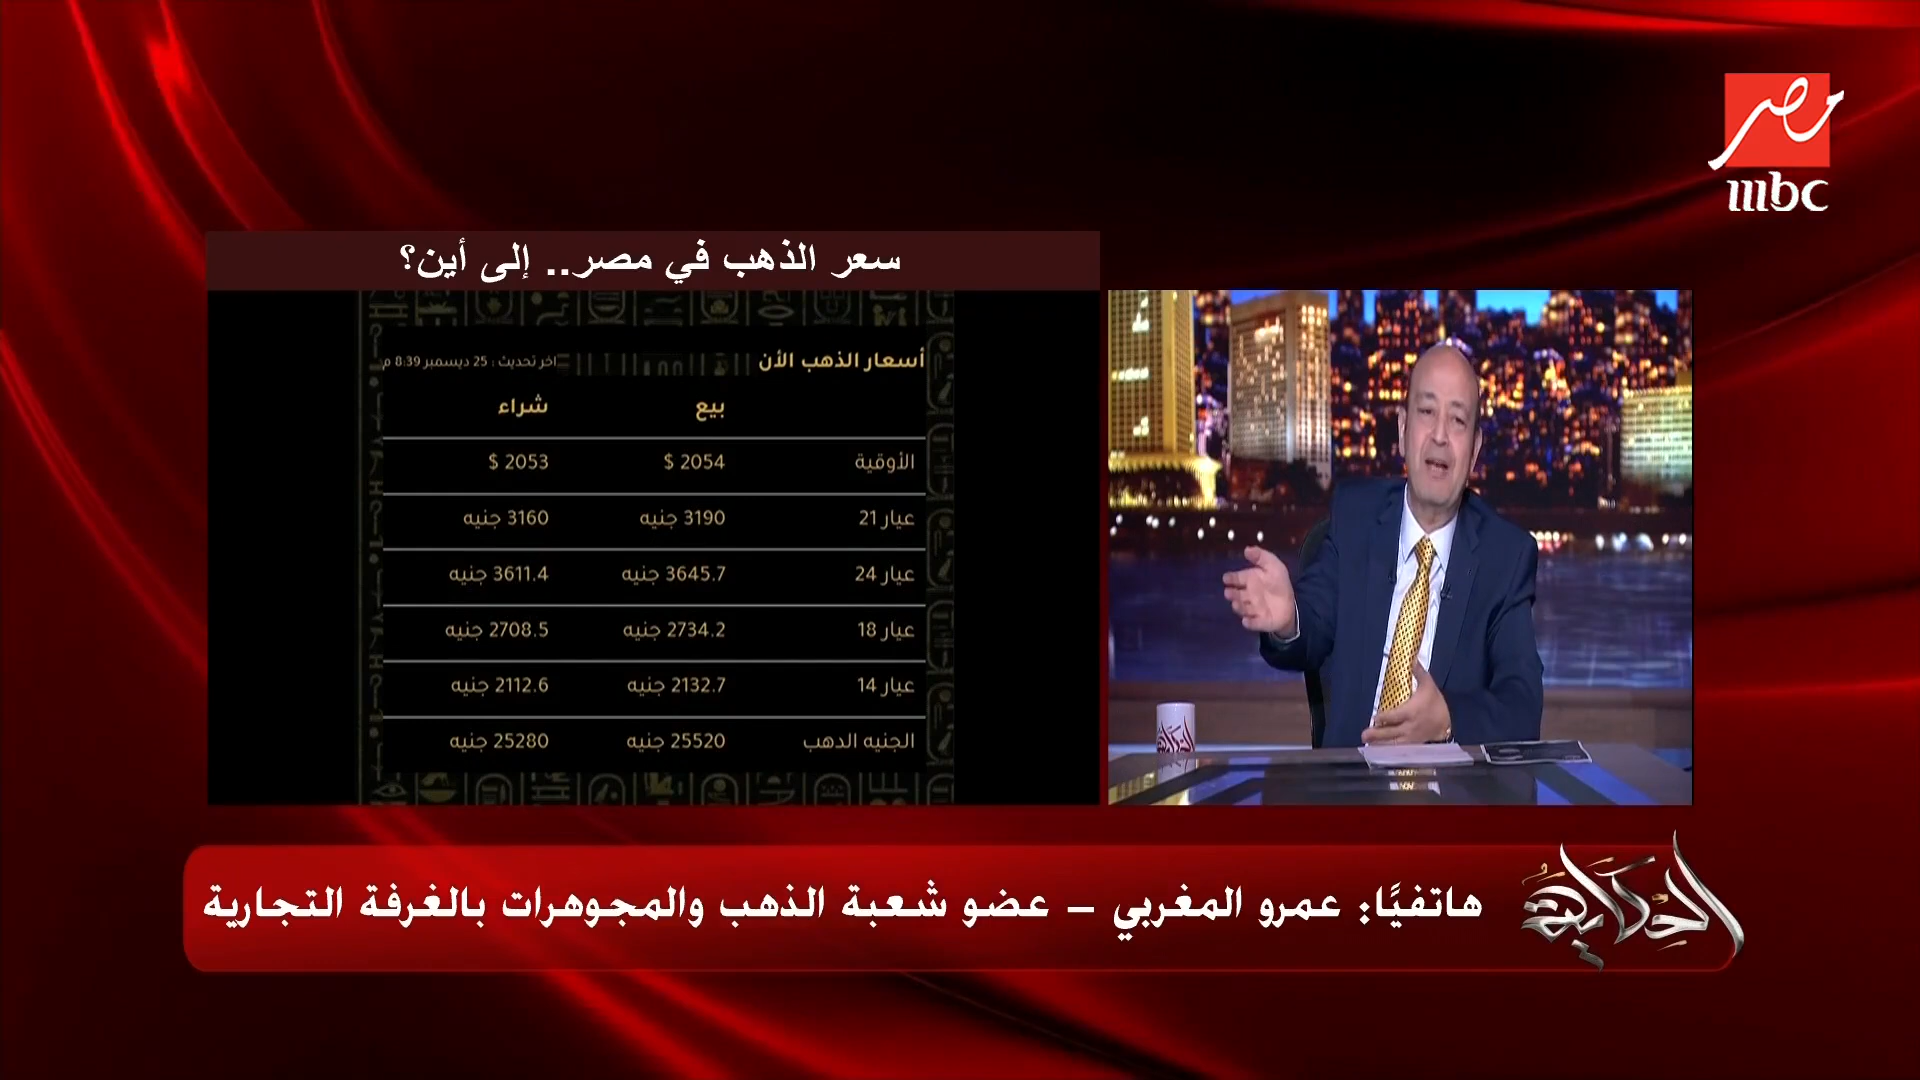 مصر
mbc
سعر الذهب في مصر.. إلى أين؟
أسعار الذهب الأن
اخر تحديث : 25 ديسمبر 8:39 م
بيع شراء
الأوقية 2054 $ 2053 $
عيار 21 3190 جنيه 3160 جنيه
عيار 24 3645.7 جنيه 3611.4 جنيه
عيار 18 2734.2 جنيه 2708.5 جنيه
عيار 14 2132.7 جنيه 2112.6 جنيه
الجنيه الدهب 25520 جنيه 25280 جنيه
الحكاية
هاتفيًا: عمرو المغربي – عضو شعبة الذهب والمجوهرات بالغرفة التجارية
الحكاية